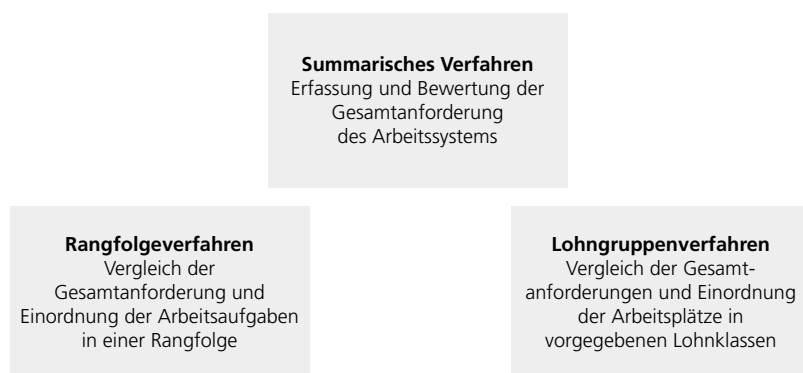 Summarisches Verfahren
Erfassung und Bewertung der
Gesamtanforderung
des Arbeitssystems
Rangfolgeverfahren
Vergleich der
Gesamtanforderung und
Einordnung der Arbeitsaufgaben
in einer Rangfolge
Lohngruppenverfahren
Vergleich der Gesamt-
anforderungen und Einordnung
der Arbeitsplätze in
vorgegebenen Lohnklassen